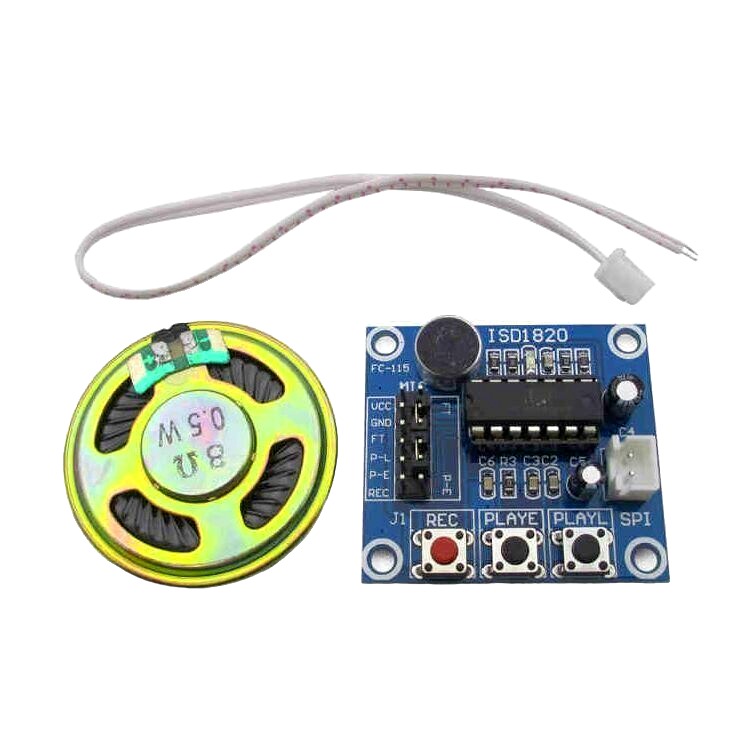 8Ω
0.5W
ISD1820
FC-115
VCC
GND
FT
P-L
P-E
REC
FT
P-E
C4
C6 R3 C3 C2 C5
J1 REC PLAYE PLAYL SPI